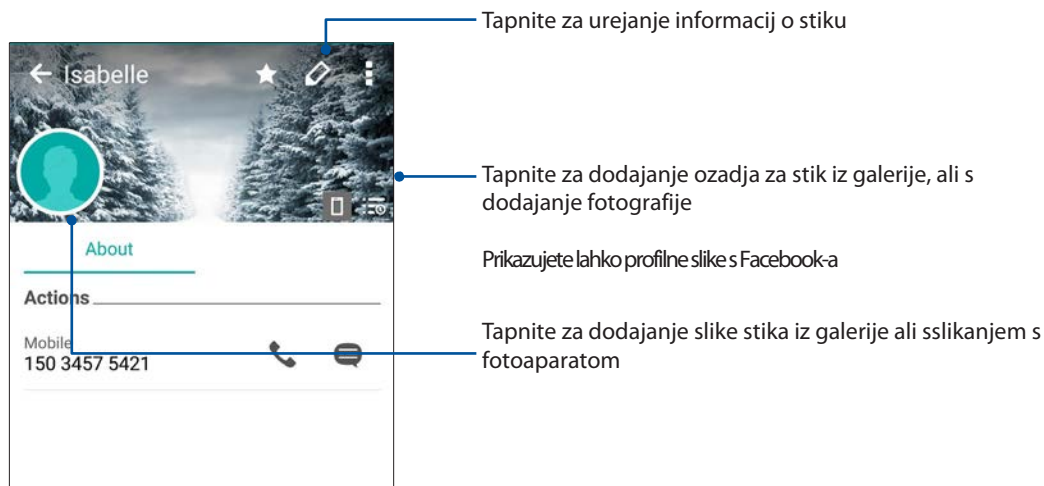 Tapnite za urejanje informacij o stiku
Isabelle
Tapnite za dodajanje ozadja za stik iz galerije, ali s
dodajanje fotografije
About
Prikazujete lahko profilne slike s Facebook-a
Actions
Mobile
150 3457 5421
Tapnite za dodajanje slike stika iz galerije ali sslikanjem s
fotoaparatom